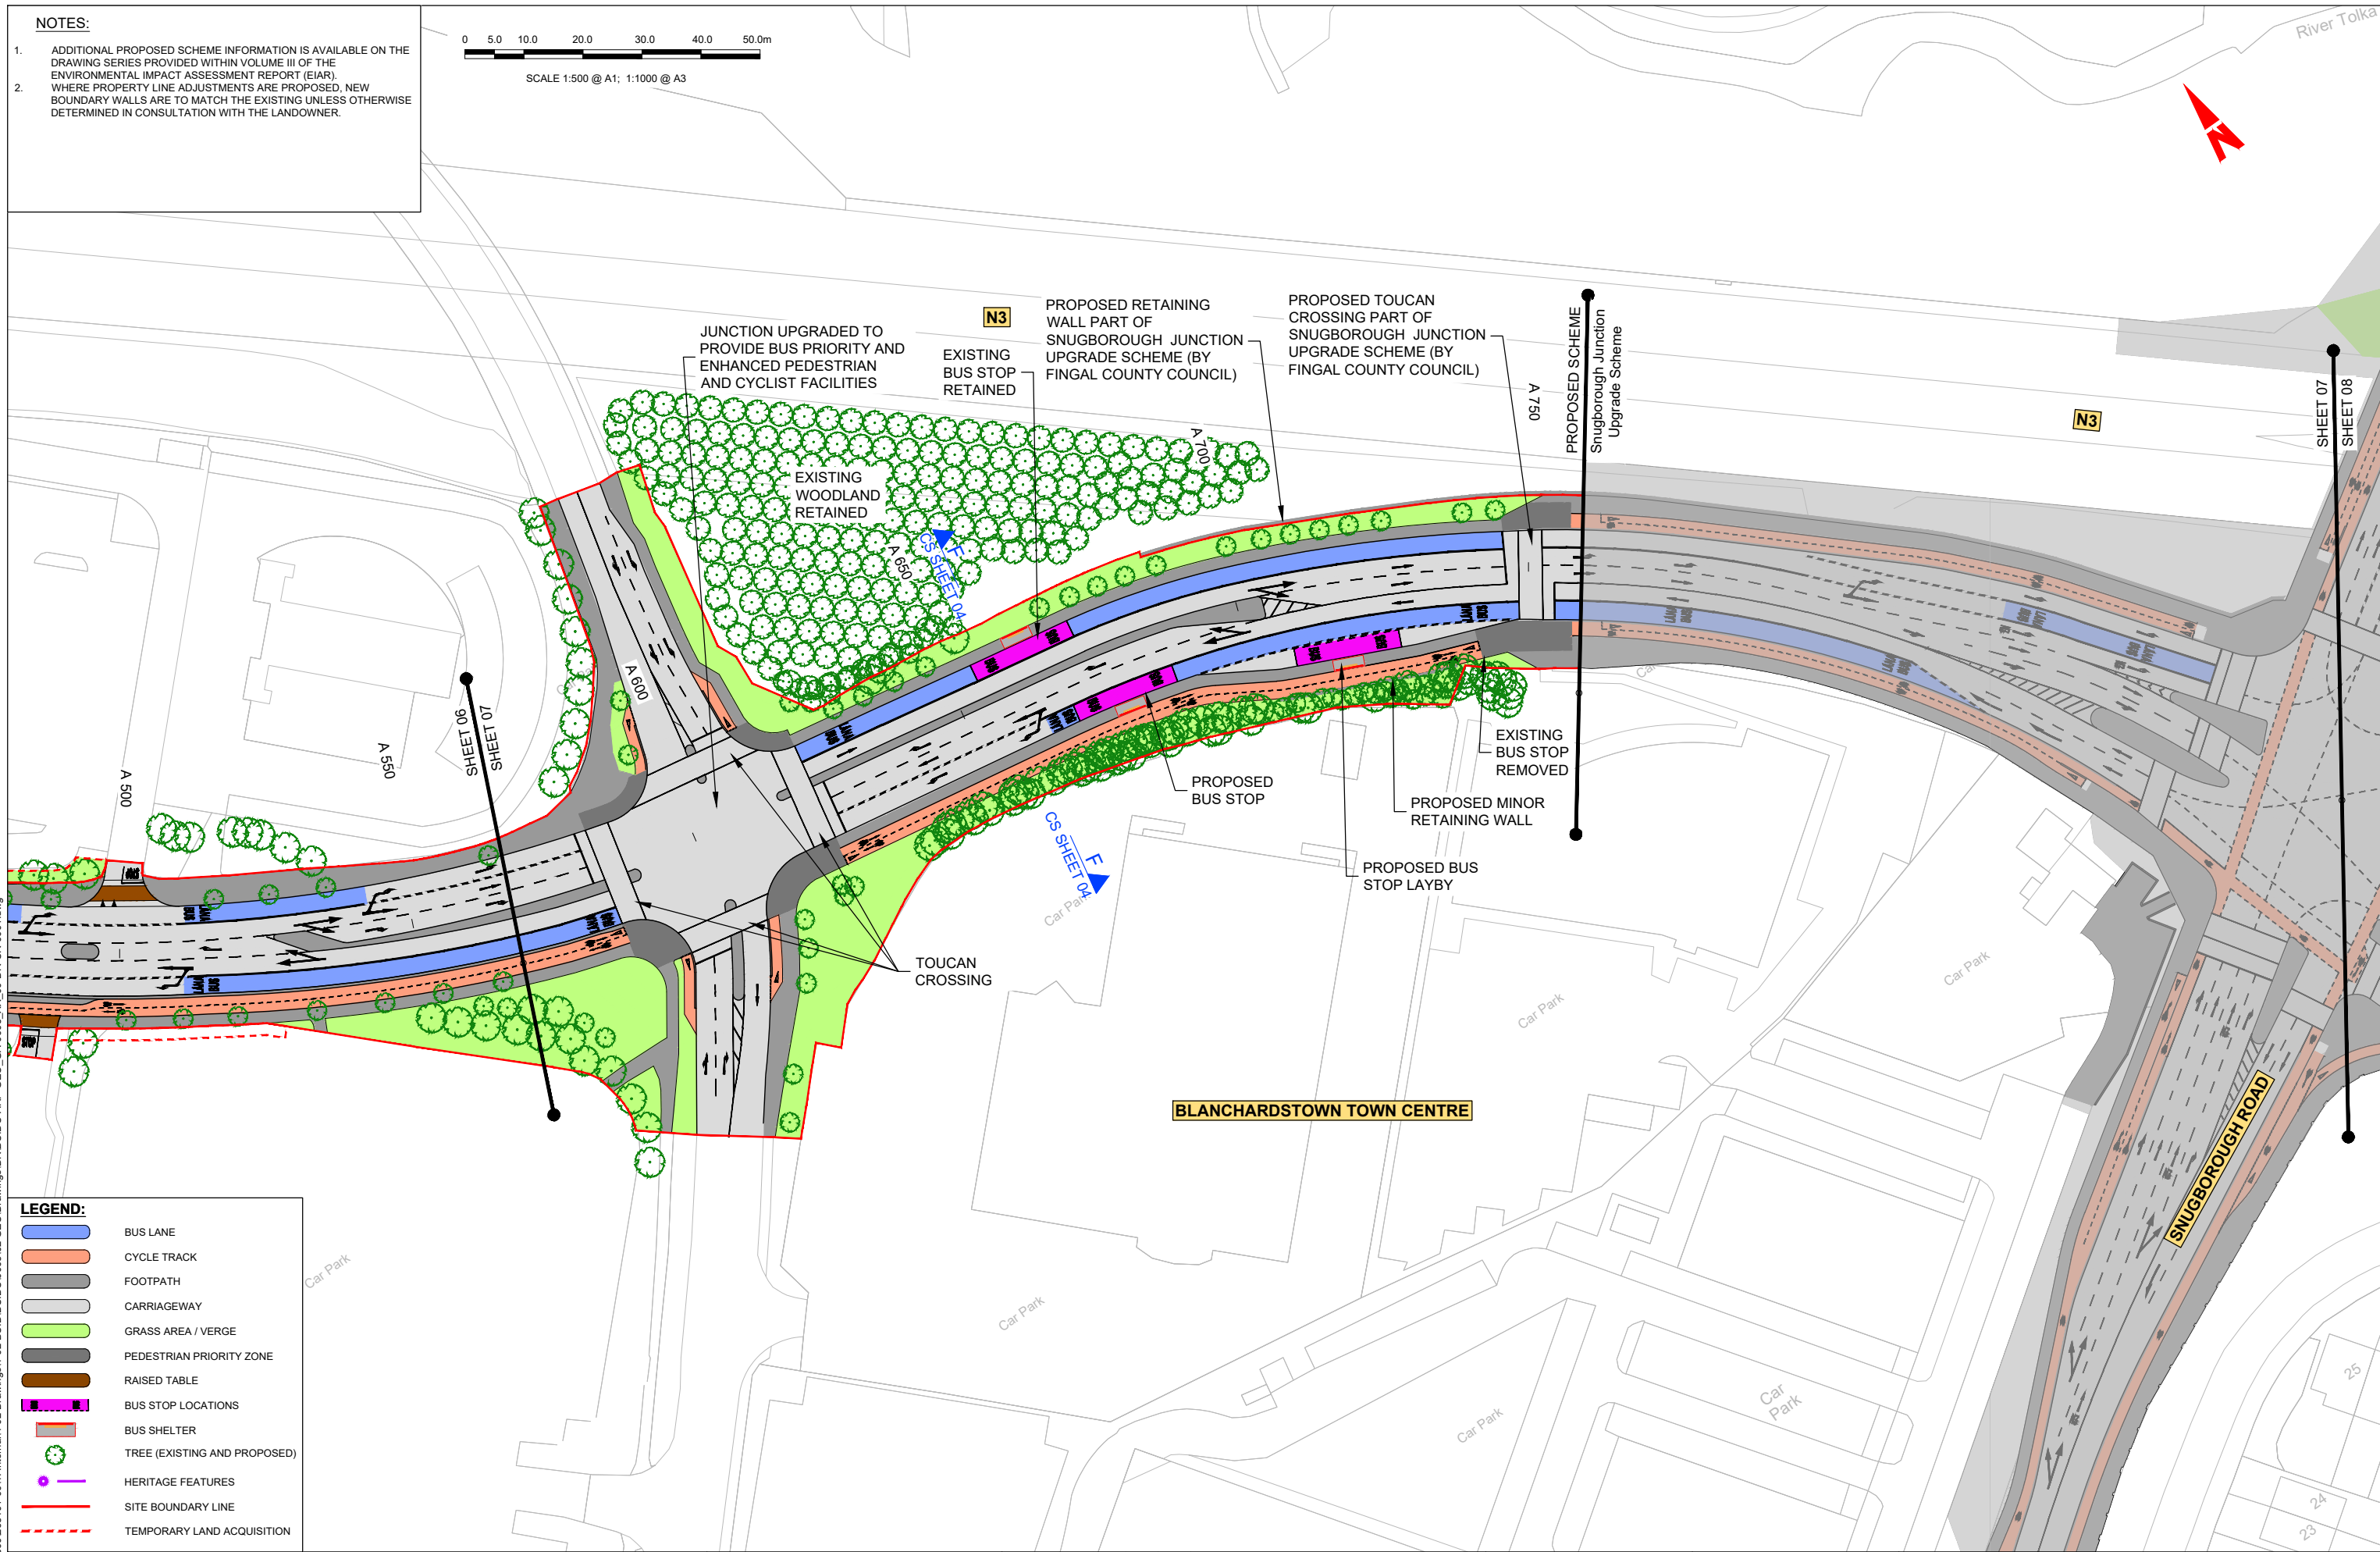 NOTES:
1. ADDITIONAL PROPOSED SCHEME INFORMATION IS AVAILABLE ON THE
DRAWING SERIES PROVIDED WITHIN VOLUME III OF THE
ENVIRONMENTAL IMPACT ASSESSMENT REPORT (EIAR).
2. WHERE PROPERTY LINE ADJUSTMENTS ARE PROPOSED, NEW
BOUNDARY WALLS ARE TO MATCH THE EXISTING UNLESS OTHERWISE
DETERMINED IN CONSULTATION WITH THE LANDOWNER.
0 5.0 10.0 20.0 30.0 40.0 50.0m
SCALE 1:500 @ A1; 1:1000 @ A3
River Tolka
N
JUNCTION UPGRADED TO
PROVIDE BUS PRIORITY AND
ENHANCED PEDESTRIAN
AND CYCLIST FACILITIES
N3
EXISTING
BUS STOP
RETAINED
PROPOSED RETAINING
WALL PART OF
SNUGBOROUGH JUNCTION
UPGRADE SCHEME (BY
FINGAL COUNTY COUNCIL)
PROPOSED TOUCAN
CROSSING PART OF
SNUGBOROUGH JUNCTION
UPGRADE SCHEME (BY
FINGAL COUNTY COUNCIL)
A 750
PROPOSED SCHEME
Snugborough Junction
Upgrade Scheme
N3
SHEET 07
SHEET 08
A 700
EXISTING
WOODLAND
RETAINED
A 650
F
CS SHEET 04
A 600
SHEET 06
SHEET 07
A 550
A 500
EXISTING
BUS STOP
REMOVED
PROPOSED
BUS STOP
PROPOSED MINOR
RETAINING WALL
PROPOSED BUS
STOP LAYBY
F
CS SHEET 04
Car Park
TOUCAN
CROSSING
Car Park
Car Park
BLANCHARDSTOWN TOWN CENTRE
SNUGBOROUGH ROAD
Car Park
Car Park
Car Park
Car
Park
25
24
23
BUS
LÁNA
LEGEND:
BUS LANE
CYCLE TRACK
FOOTPATH
CARRIAGEWAY
GRASS AREA / VERGE
PEDESTRIAN PRIORITY ZONE
RAISED TABLE
BUS STOP LOCATIONS
BUS SHELTER
TREE (EXISTING AND PROPOSED)
HERITAGE FEATURES
SITE BOUNDARY LINE
TEMPORARY LAND ACQUISITION